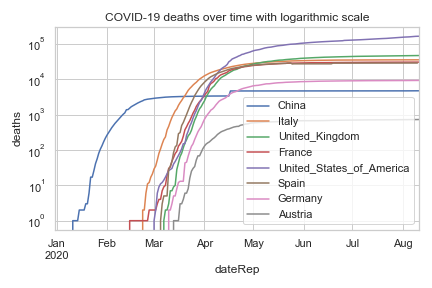 COVID-19 deaths over time with logarithmic scale
10^5
10^4
10^3
10^2
10^1
10^0
deaths
China
Italy
United_Kingdom
France
United_States_of_America
Spain
Germany
Austria
Jan Feb Mar Apr May Jun Jul Aug
2020
dateRep